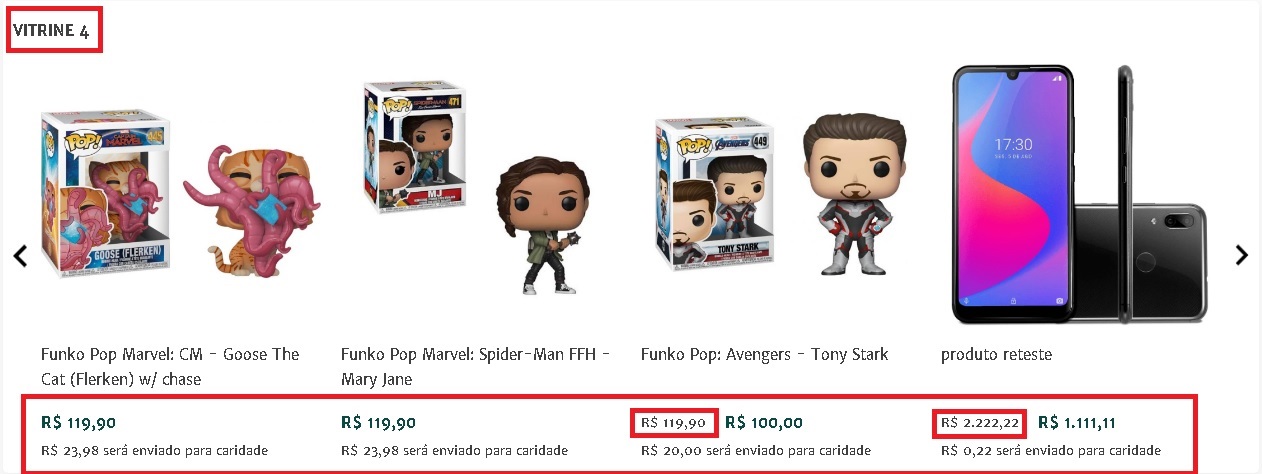 VITRINE 4
POP!
MARVEL
CAPTAIN MARVEL
GOOSE (FLERKEN)
POP!
SPIDER-MAN
471
MJ
POP!
AVENGERS
449
TONY STARK
17:30
Funko Pop Marvel: CM - Goose The
Cat (Flerken) w/ chase
Funko Pop Marvel: Spider-Man FFH -
Mary Jane
Funko Pop: Avengers - Tony Stark
produto reteste
R$ 119,90
R$ 23,98 será enviado para caridade
R$ 119,90
R$ 23,98 será enviado para caridade
R$ 119,90 R$ 100,00
R$ 20,00 será enviado para caridade
R$ 2.222,22 R$ 1.111,11
R$ 0,22 será enviado para caridade